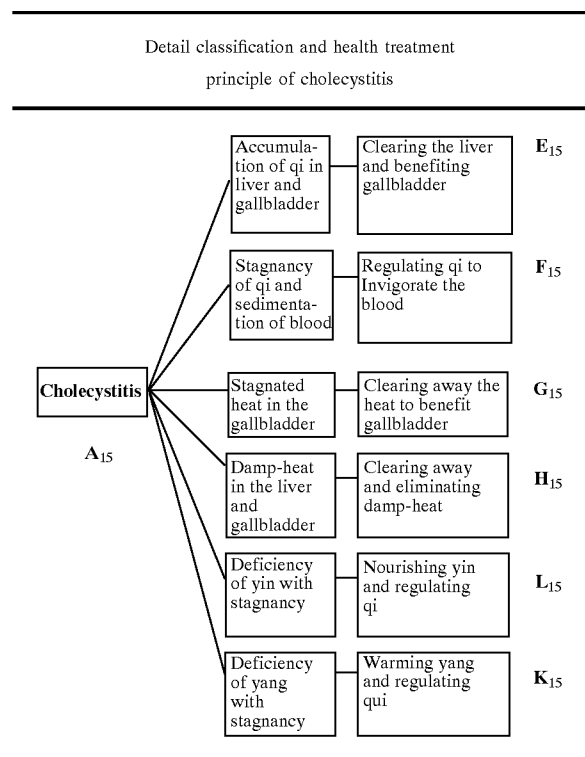 Detail classification and health treatment
principle of cholecystitis
Accumula-
tion of qi in
liver and
gallbladder
Clearing the liver
and benefiting
gallbladder
E15
Stagnancy
of qi and
sedimenta-
tion of blood
Regulating qi to
Invigorate the
blood
F15
Cholecystitis
A15
Stagnated
heat in the
gallbladder
Clearing away the
heat to benefit
gallbladder
G15
Damp-heat
in the liver
and
gallbladder
Clearing away
and eliminating
damp-heat
H15
Deficiency
of yin with
stagnancy
Nourishing yin
and regulating
qi
L15
Deficiency
of yang
with
stagnancy
Warming yang
and regulating
qui
K15